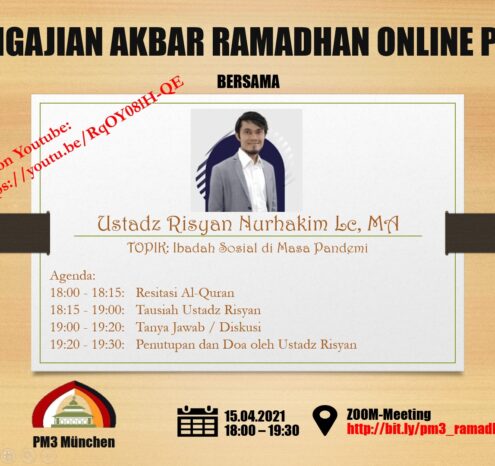 NGAJIAN AKBAR RAMADHAN ONLINE P
BERSAMA
on Youtube:
ps://youtu.be/RqOY08lH-QE
Ustadz Risyan Nurhakim Lc, MA
TOPIK: Ibadah Sosial di Masa Pandemi
Agenda:
18:00 - 18:15: Resitasi Al-Quran
18:15 - 19:00: Tausiah Ustadz Risyan
19:00 - 19:20: Tanya Jawab / Diskusi
19:20 - 19:30: Penutupan dan Doa oleh Ustadz Risyan
PM3 München
15.04.2021
18:00 – 19:30
ZOOM-Meeting
http://bit.ly/pm3_ramad